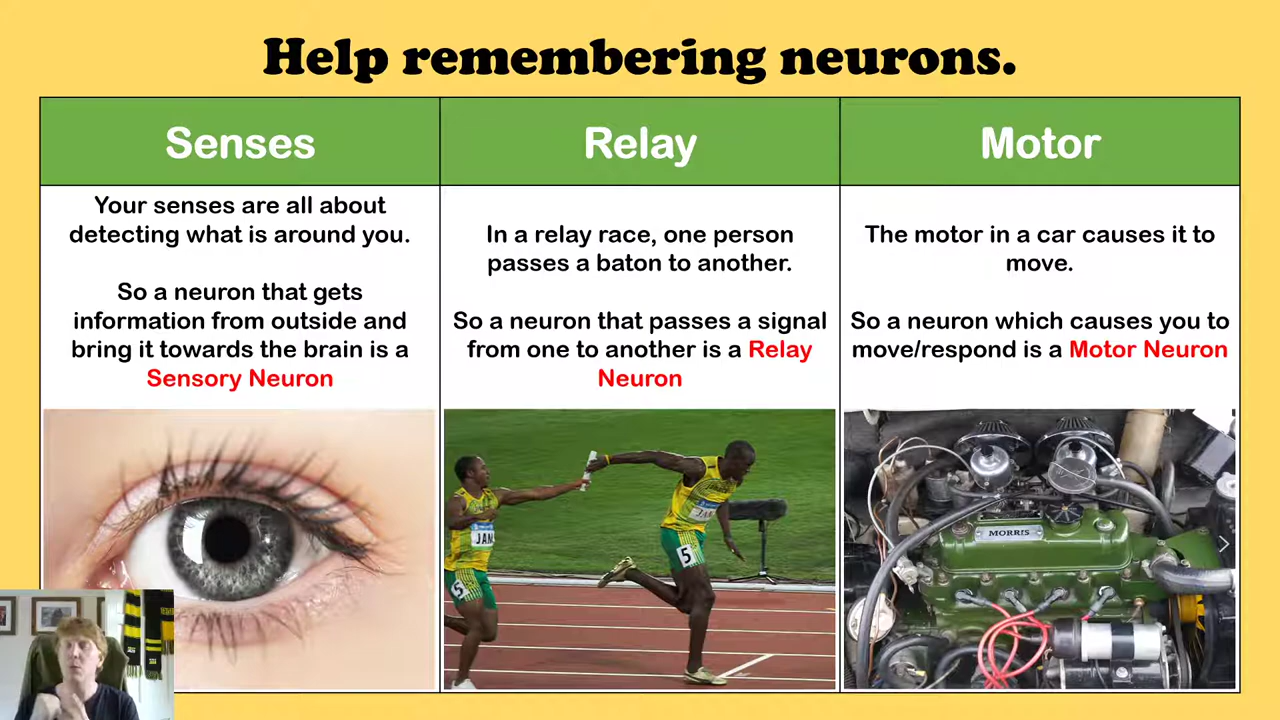 Help remembering neurons.
Senses
Relay
Motor
Your senses are all about
detecting what is around you.
So a neuron that gets
information from outside and
bring it towards the brain is a
Sensory Neuron
In a relay race, one person
passes a baton to another.
So a neuron that passes a signal
from one to another is a Relay
Neuron
The motor in a car causes it to
move.
So a neuron which causes you to
move/respond is a Motor Neuron
JAM
5
5
MORRIS